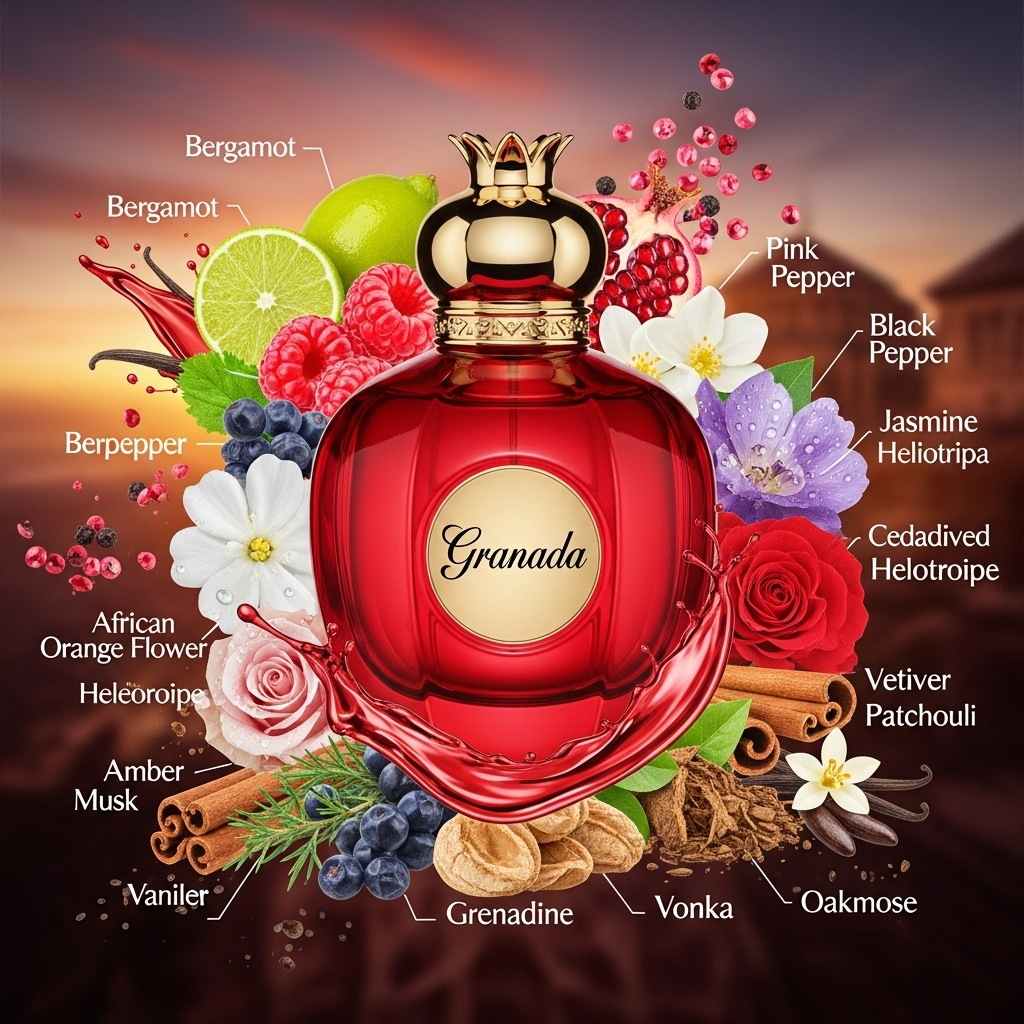 Bergamot
Bergamot
Pink
Pepper
Black
Pepper
Berpepper
Jasmine
Heliotripa
Granada
Cedadived
Helotroipe
African
Orange Flower
Heleoroipe
Vetiver
Patchouli
Amber
Musk
Vaniler
Grenadine
Vonka
Oakmose